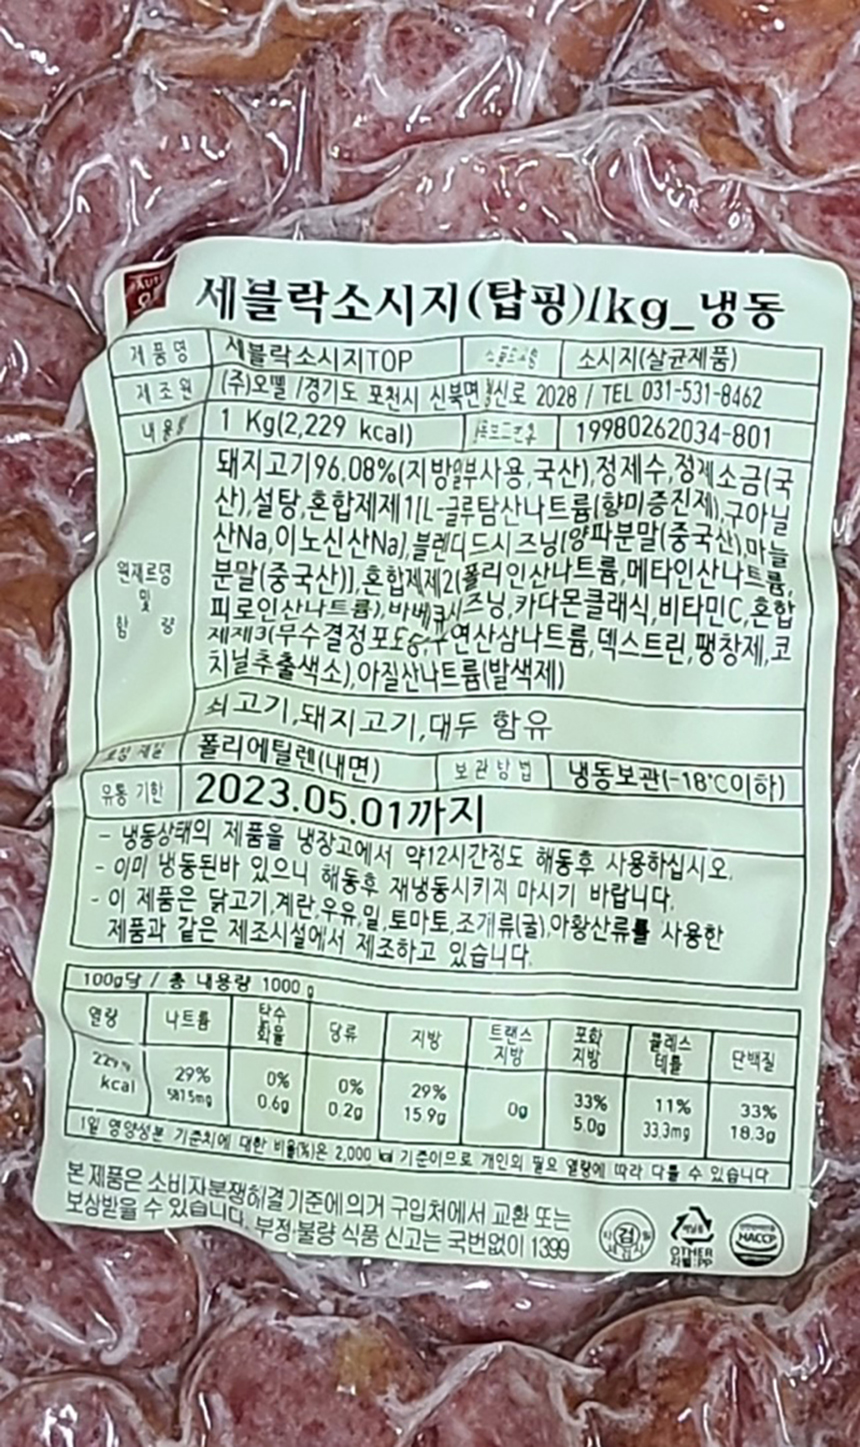 세블락소시지(탑핑)/kg_냉동
제품명 세블락소시지TOP 소시지(살균제품)
제조원 (주)오뗄 /경기도 포천시 신북면 2028 / TEL 031-531-8462
내용량 1 Kg(2,229 kcal) 19980262034-801
원재료명 및 함량
돼지고기96.08%(지방일부사용,국산),정제수,정제소금(국
산),설탕,혼합제제1[L-글루탐산나트륨(향미증진제),구아닐
산Na,이노신산Na],블렌디드시즈닝[양파분말(중국산),마늘
분말(중국산)],혼합제제2(폴리인산나트륨,메타인산나트륨,
피로인산나트륨),바베큐시즈닝,카다몬클래식,비타민C,혼합
제제3(무수결정포도당,구연산삼나트륨,덱스트린,팽창제,코
치닐추출색소),아질산나트륨(발색제)
쇠고기,돼지고기,대두 함유
포장재질 폴리에틸렌(내면) 보관방법 냉동보관(-18℃이하)
유통기한 2023.05.01까지
- 냉동상태의 제품을 냉장고에서 약12시간정도 해동후 사용하십시오.
- 이미 냉동된바 있으니 해동후 재냉동시키지 마시기 바랍니다.
- 이 제품은 닭고기,계란,우유,밀,토마토,조개류(굴),아황산류를 사용한
제품과 같은 제조시설에서 제조하고 있습니다.
100g당 / 총 내용량 1000 g
열량 나트륨 탄수화물 당류 지방 트랜스지방 포화지방 콜레스테롤 단백질
kcal 29% 0% 0% 29% 33% 11% 33%
0.6g 0.2g 15.9g 0g 5.0g 33.3mg 18.3g
1일 영양성분 기준치에 대한 비율(%)은 2,000 kcal 기준이므로 개인의 필요 열량에 따라 다를 수 있습니다
본 제품은 소비자분쟁해결 기준에 의거 구입처에서 교환 또는
보상받을 수 있습니다. 부정·불량 식품 신고는 국번없이 1399
검
OTHER
HACCP